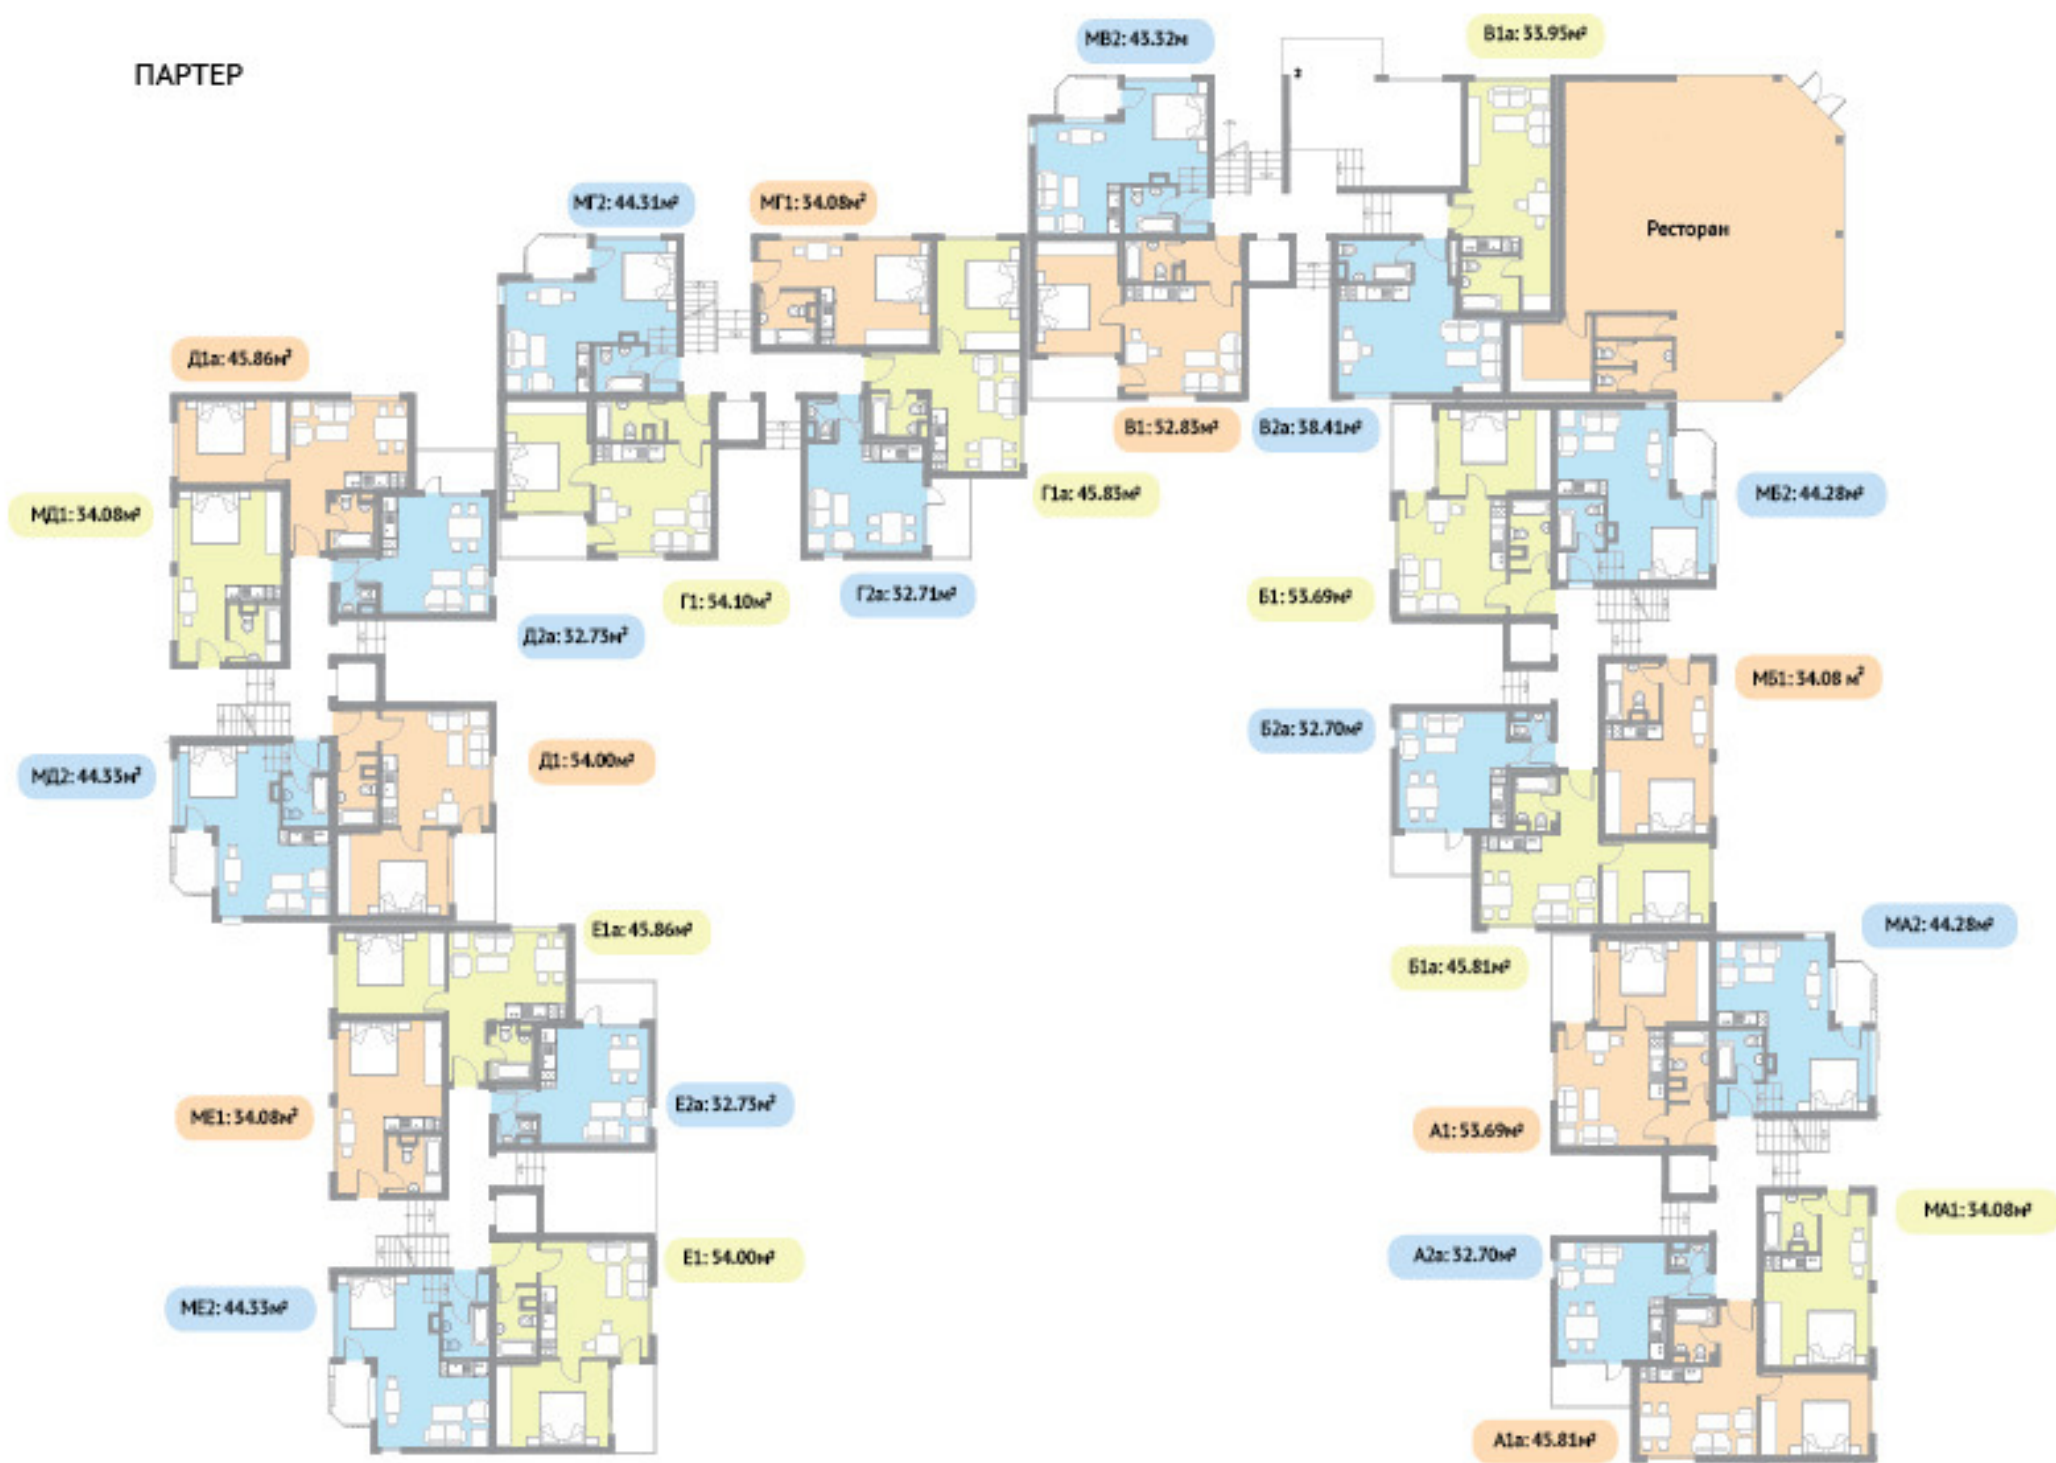 ПАРТЕР
МВ2: 43.32м
В1а: 33.95м²
МГ2: 44.31м²
МГ1: 34.08м²
Ресторан
Д1а: 45.86м²
В1: 52.83м²
В2а: 38.41м²
МД1: 34.08м²
Г1а: 45.83м²
МБ2: 44.28м²
Г1: 54.10м²
Г2а: 32.71м²
Б1: 53.69м²
Д2а: 32.73м²
МБ1: 34.08 м²
Б2а: 32.70м²
МД2: 44.33м²
Д1: 54.00м²
Е1а: 45.86м²
МА2: 44.28м²
Б1а: 45.81м²
МЕ1: 34.08м²
Е2а: 32.73м²
А1: 53.69м²
МА1: 34.08м²
Е1: 54.00м²
А2а: 32.70м²
МЕ2: 44.33м²
А1а: 45.81м²